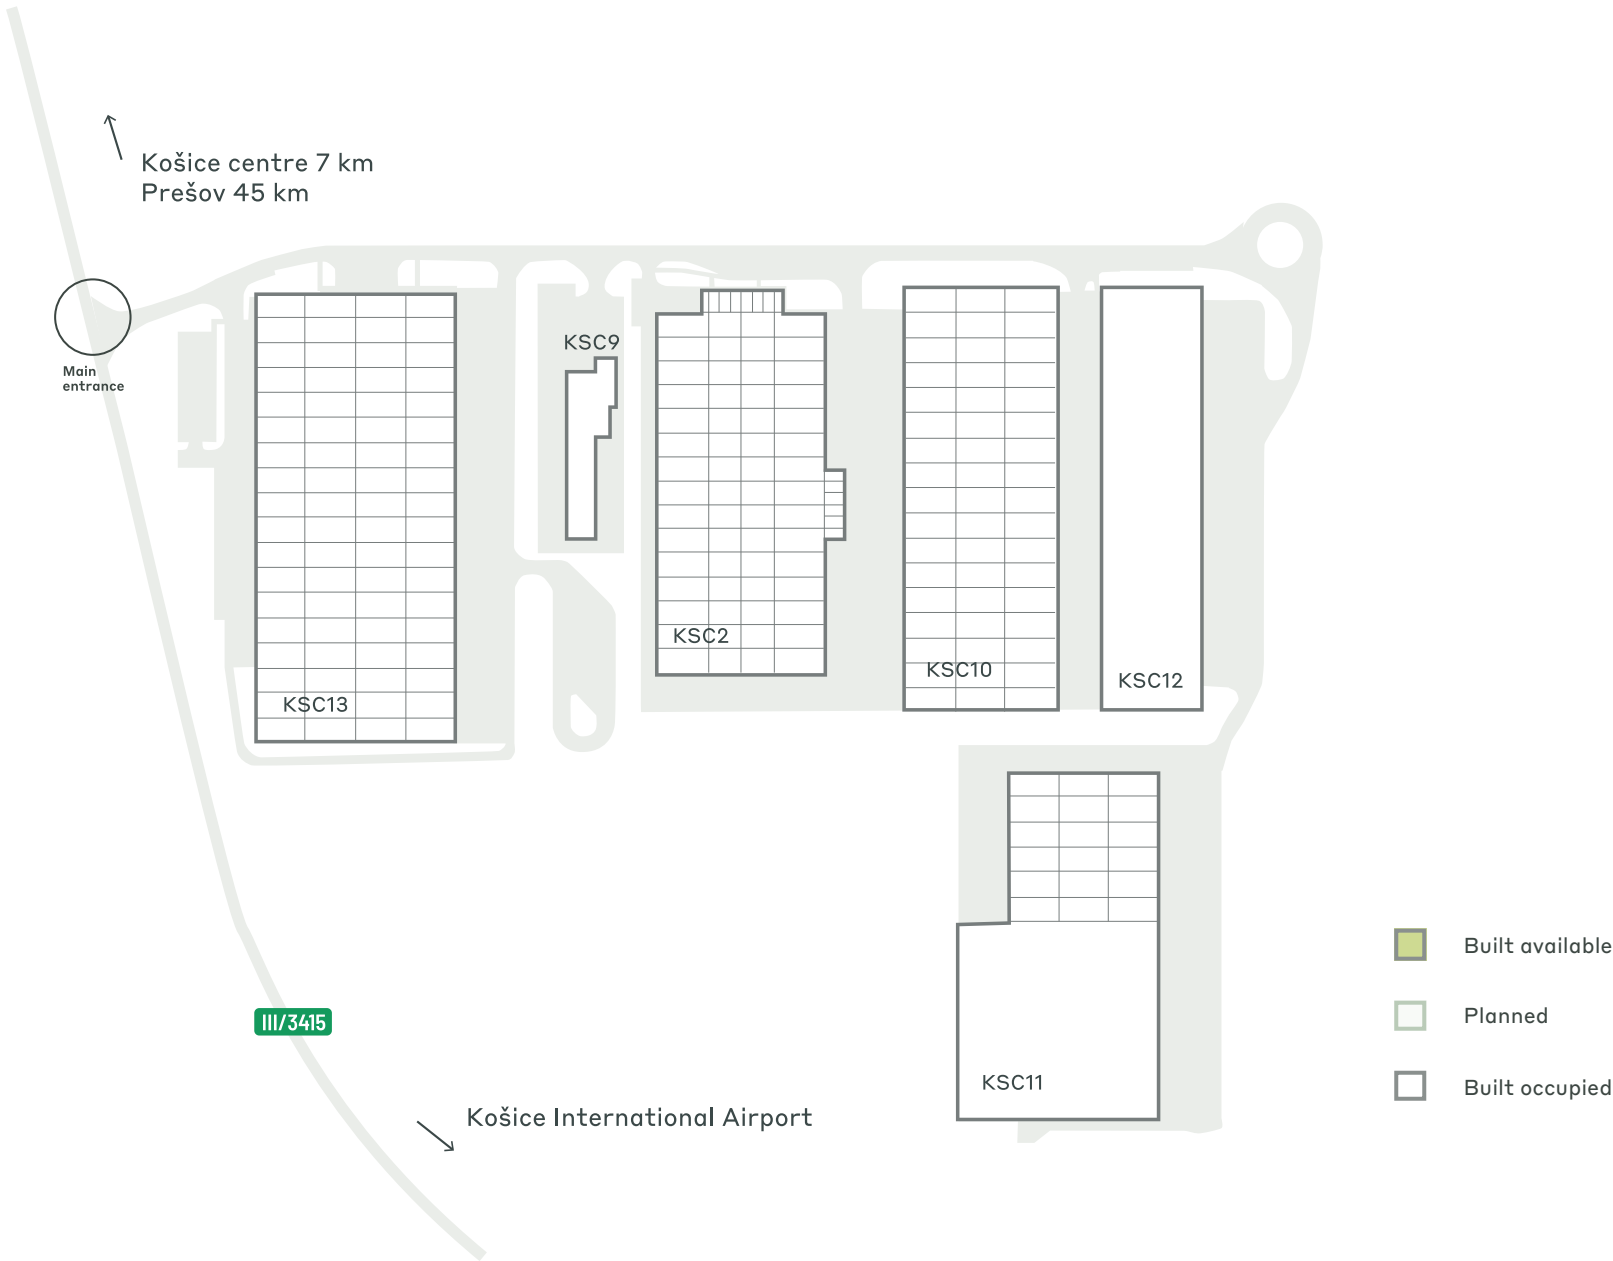 Košice centre 7 km
Prešov 45 km
Main
entrance
KSC9
KSC2
KSC10
KSC12
KSC13
Built available
III/3415
Planned
KSC11
Built occupied
Košice International Airport